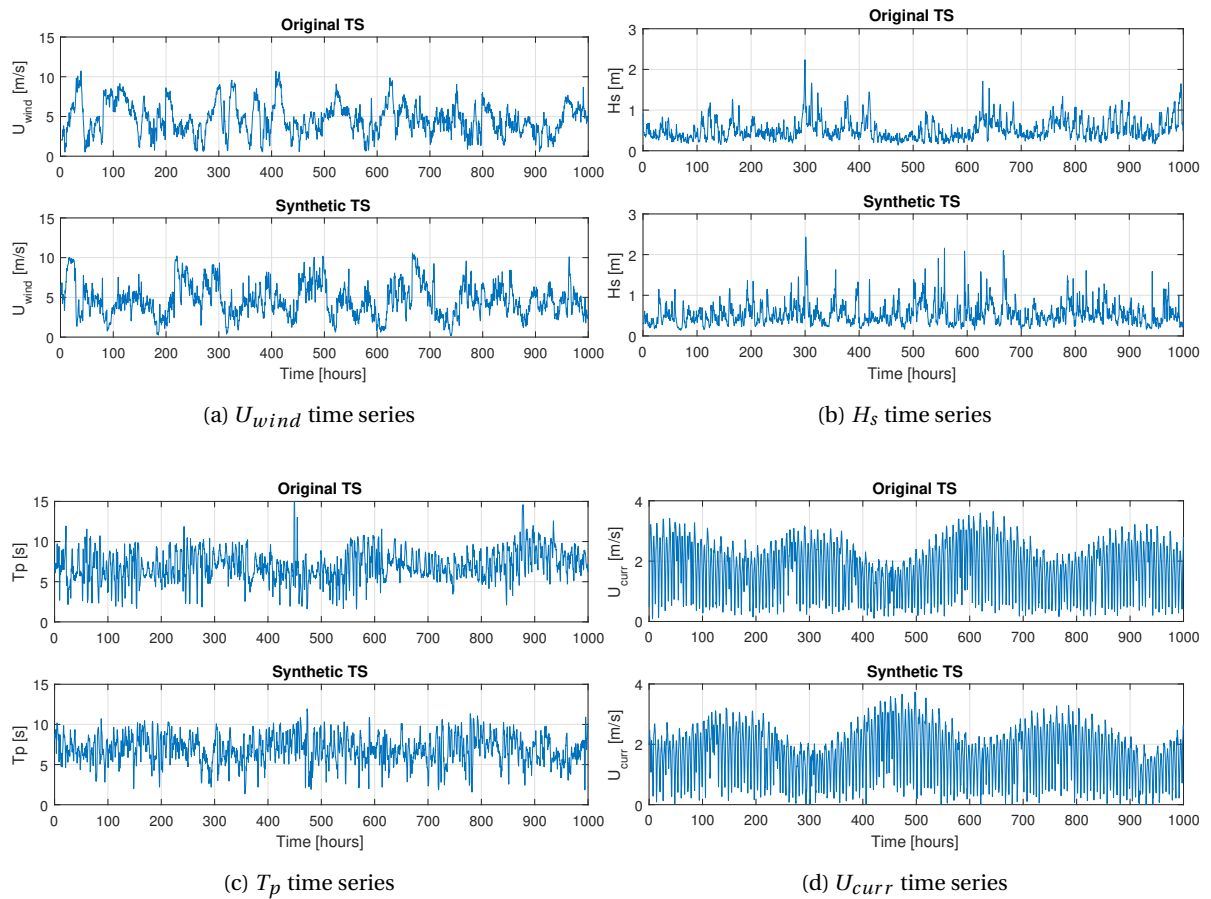 Original TS
U_wind [m/s]
15
10
5
0
0 100 200 300 400 500 600 700 800 900 1000
Synthetic TS
U_wind [m/s]
15
10
5
0
0 100 200 300 400 500 600 700 800 900 1000
Time [hours]
(a) U_wind time series
Original TS
Hs [m]
3
2
1
0
0 100 200 300 400 500 600 700 800 900 1000
Synthetic TS
Hs [m]
3
2
1
0
0 100 200 300 400 500 600 700 800 900 1000
Time [hours]
(b) H_s time series
Original TS
Tp [s]
15
10
5
0
0 100 200 300 400 500 600 700 800 900 1000
Synthetic TS
Tp [s]
15
10
5
0
0 100 200 300 400 500 600 700 800 900 1000
Time [hours]
(c) T_p time series
Original TS
U_curr [m/s]
4
2
0
0 100 200 300 400 500 600 700 800 900 1000
Synthetic TS
U_curr [m/s]
4
2
0
0 100 200 300 400 500 600 700 800 900 1000
Time [hours]
(d) U_curr time series